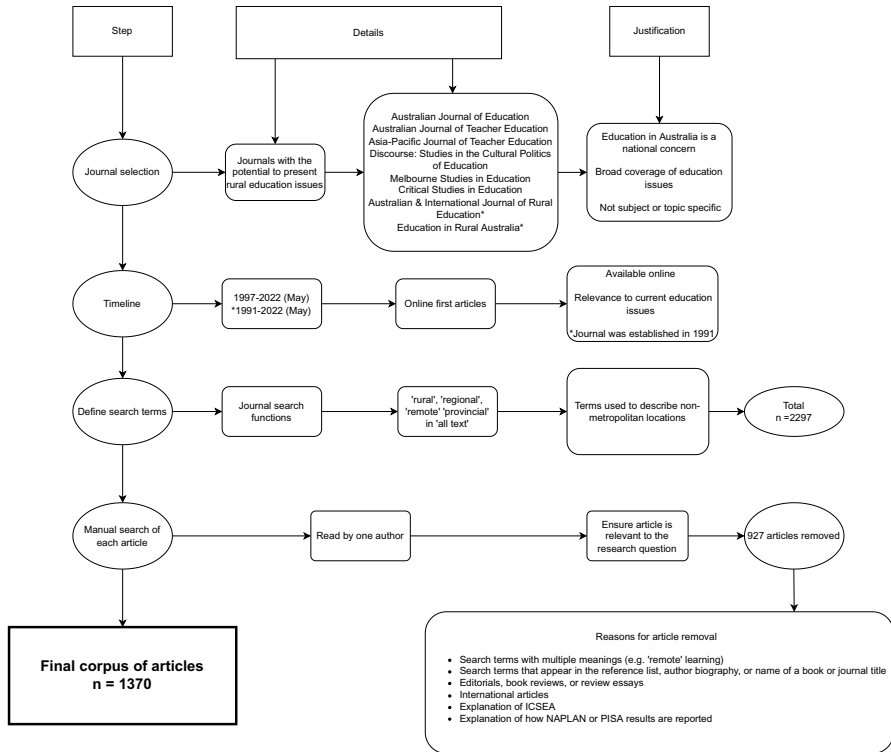 Step
Details
Justification
Journal selection
Journals with the
potential to present
rural education issues
Australian Journal of Education
Australian Journal of Teacher Education
Asia-Pacific Journal of Teacher Education
Discourse: Studies in the Cultural Politics
of Education
Melbourne Studies in Education
Critical Studies in Education
Australian & International Journal of Rural
Education*
Education in Rural Australia*
Education in Australia is a
national concern
Broad coverage of education
issues
Not subject or topic specific
Timeline
1997-2022 (May)
*1991-2022 (May)
Online first articles
Available online
Relevance to current education
issues
*Journal was established in 1991
Define search terms
Journal search
functions
'rural', 'regional',
'remote' 'provincial'
in 'all text'
Terms used to describe non-
metropolitan locations
Total
n =2297
Manual search of
each article
Read by one author
Ensure article is
relevant to the
research question
927 articles removed
Final corpus of articles
n = 1370
Reasons for article removal
• Search terms with multiple meanings (e.g. 'remote' learning)
• Search terms that appear in the reference list, author biography, or name of a book or journal title
• Editorials, book reviews, or review essays
• International articles
• Explanation of ICSEA
• Explanation of how NAPLAN or PISA results are reported